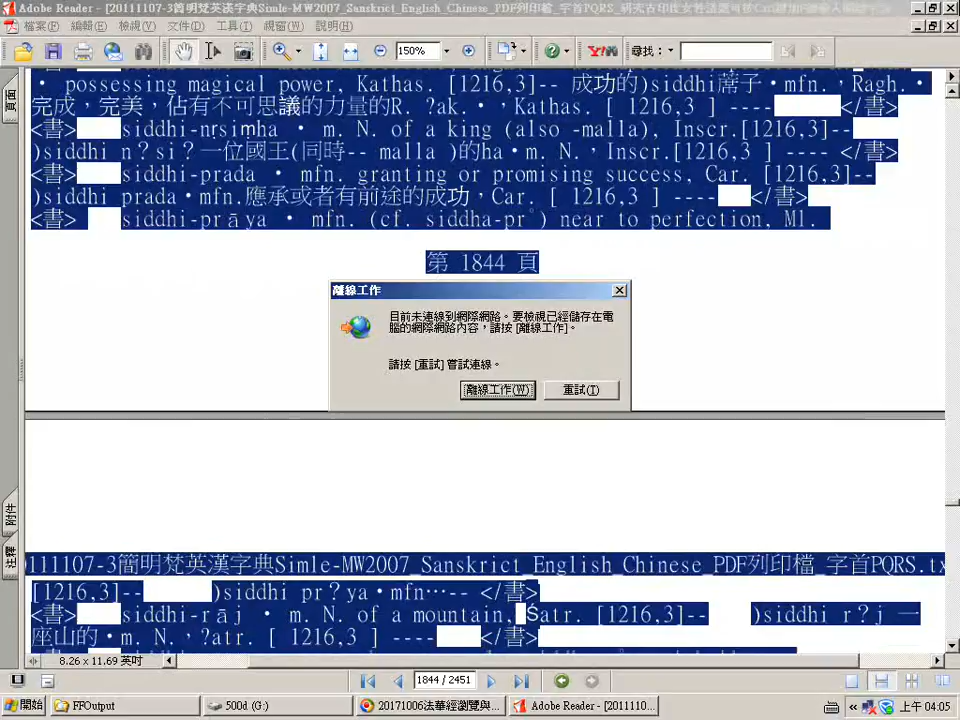 Adobe Reader - [20111107-3簡明梵英漢字典Simle-MW2007_Sanskrict_English_Chinese_PDF列印檔_字首PQRS_
檔案(F) 編輯(E) 檢視(V) 文件(D) 工具(T) 視窗(W) 說明(H)
150% 尋找：
頁面
• possessing magical power, Kathas. [1216,3]-- 成功的)siddhi蓆子•mfn.，Ragh.•
完成，完美，佔有不可思議的力量的R. ?ak. •，Kathas. [ 1216,3 ] ---- </書>
<書> siddhi-nṛsiṃha • m. N. of a king (also -malla), Inscr.[1216,3]--
)siddhi n？si？一位國王(同時-- malla )的ha•m. N.，Inscr.[1216,3 ] ---- </書>
<書> siddhi-prada • mfn. granting or promising success, Car. [1216,3]--
)siddhi prada•mfn.應承或者有前途的成功，Car. [ 1216,3 ] ---- </書>
<書> siddhi-prāya • mfn. (cf. siddha-pr°) near to perfection, Ml.
第 1844 頁
離線工作
目前未連線到網際網路。要檢視已經儲存在電
腦的網際網路內容，請按 [離線工作]。
請按 [重試] 嘗試連線。
離線工作(W) 重試(T)
附件
注釋
)111107-3簡明梵英漢字典Simle-MW2007_Sanskrict_English_Chinese_PDF列印檔_字首PQRS.tx
[1216,3]-- )siddhi pr？ya•mfn…-- </書>
<書> siddhi-rāj • m. N. of a mountain, Śatr. [1216,3]-- )siddhi r？j 一
座山的•m. N.，?atr. [ 1216,3 ] ---- </書>
8.26 x 11.69 英吋
1844 / 2451
開始 FFOutput 500d (G:) 20171006法華經瀏覽與... Adobe Reader - [2011110... 上午 04:05